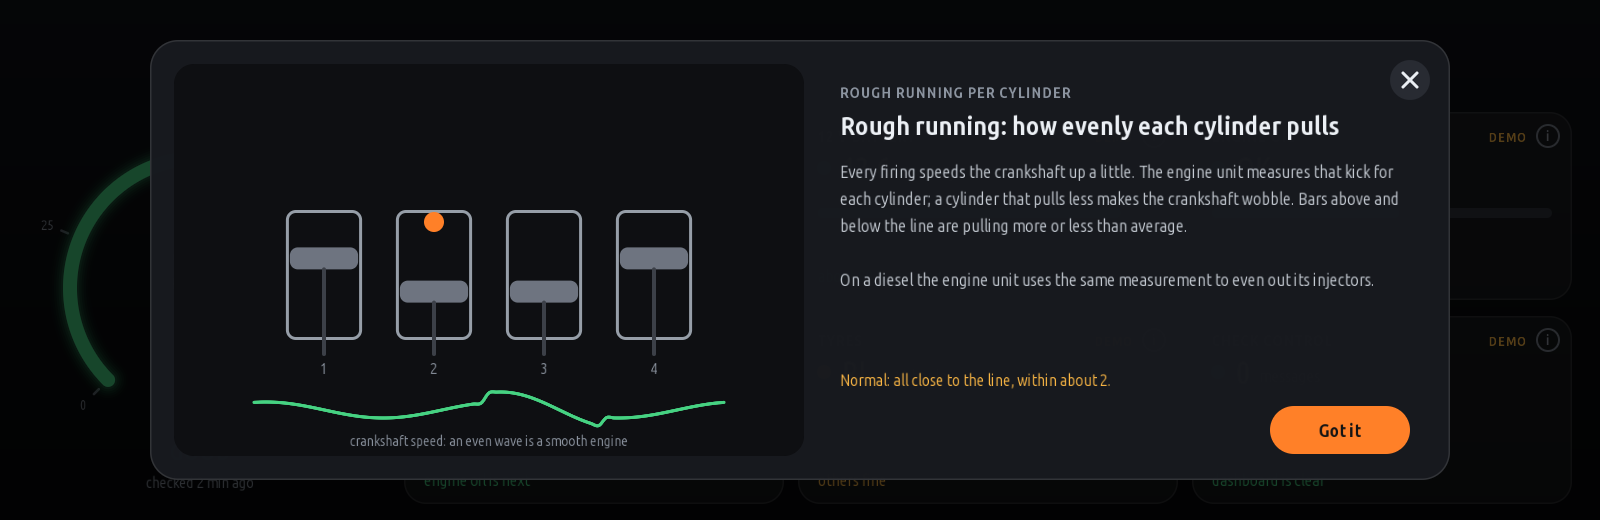 ROUGH RUNNING PER CYLINDER
Rough running: how evenly each cylinder pulls
Every firing speeds the crankshaft up a little. The engine unit measures that kick for
each cylinder; a cylinder that pulls less makes the crankshaft wobble. Bars above and
below the line are pulling more or less than average.
On a diesel the engine unit uses the same measurement to even out its injectors.
Normal: all close to the line, within about 2.
Got it
1
2
3
4
crankshaft speed: an even wave is a smooth engine
25
0
DEMO
i
DEMO
i
checked 2 min ago
engine oil is next
others fine
dashboard is clear